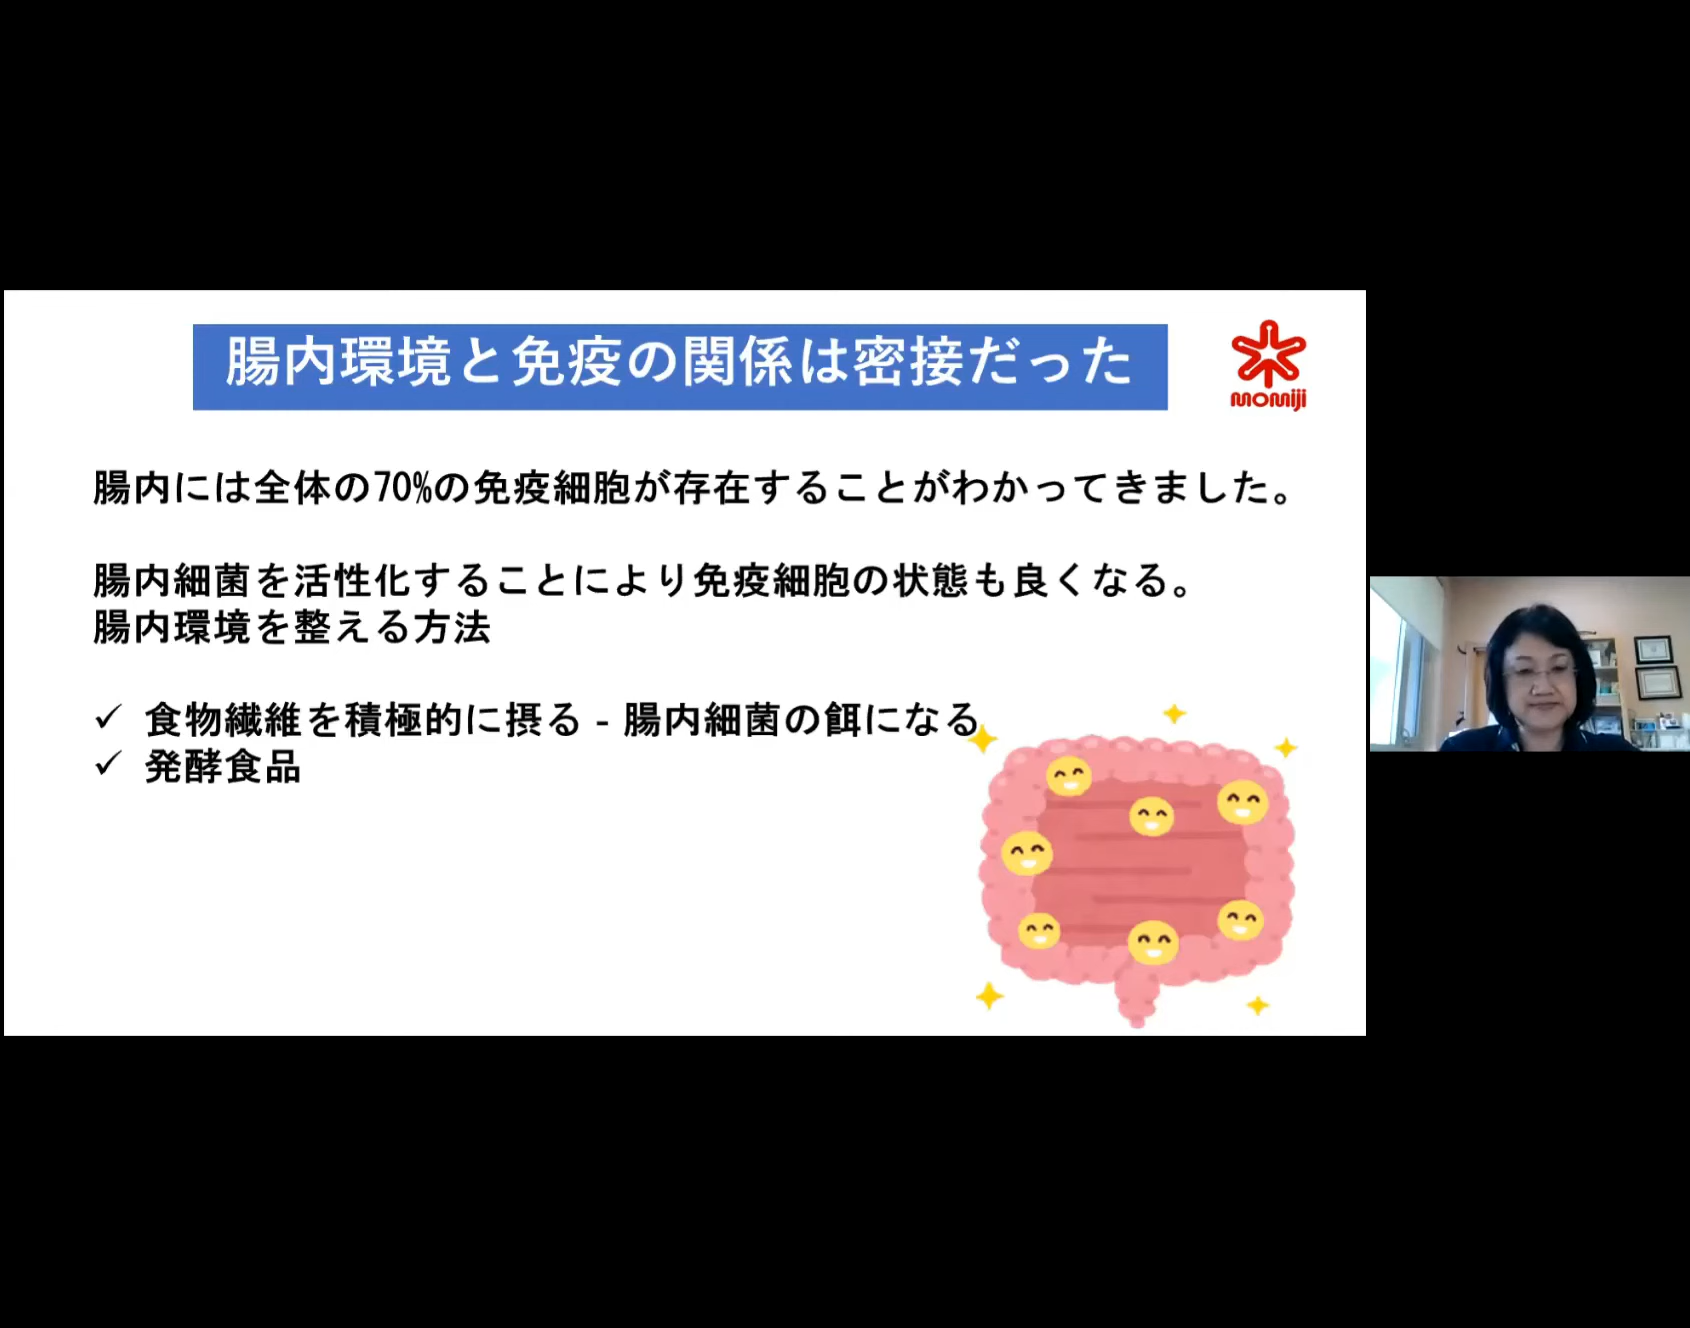 腸内環境と免疫の関係は密接だった
momiji
腸内には全体の70%の免疫細胞が存在することがわかってきました。
腸内細菌を活性化することにより免疫細胞の状態も良くなる。
腸内環境を整える方法
✓ 食物繊維を積極的に摂る - 腸内細菌の餌になる
✓ 発酵食品